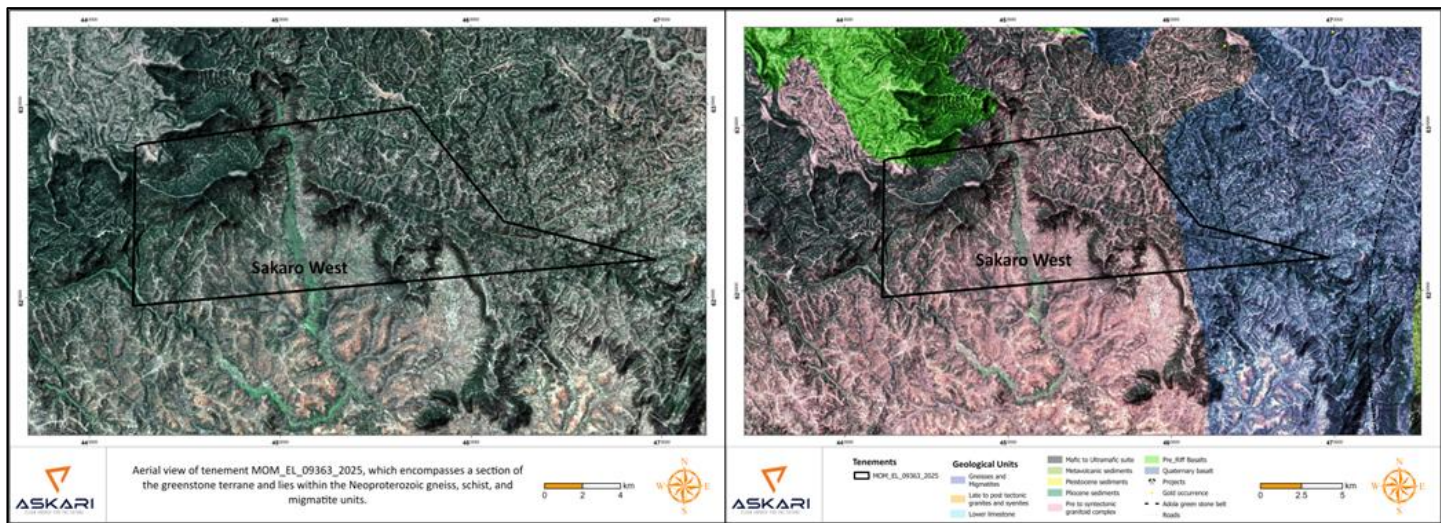 Sakaro West
ASKARI
Aerial view of tenement MOM_EL_09363_2025, which encompasses a section of
the greenstone terrane and lies within the Neoproterozoic gneiss, schist, and
migmatite units.
0 2 4 km
N
W E
S
Sakaro West
ASKARI
Tenements
MOM_EL_09363_2025
Geological Units
Gneisses and
Migmatites
Late to post tectonic
granites and syenites
Lower limestone
Mafic to Ultramafic suite
Metavolcanic sediments
Pleistocene sediments
Pliocene sediments
Pre to syntectonic
granitoid complex
Pre_Rift Basalts
Quaternary basalt
Projects
Gold occurrence
Adola green stone belt
Roads
0 2.5 5 km
N
W E
S